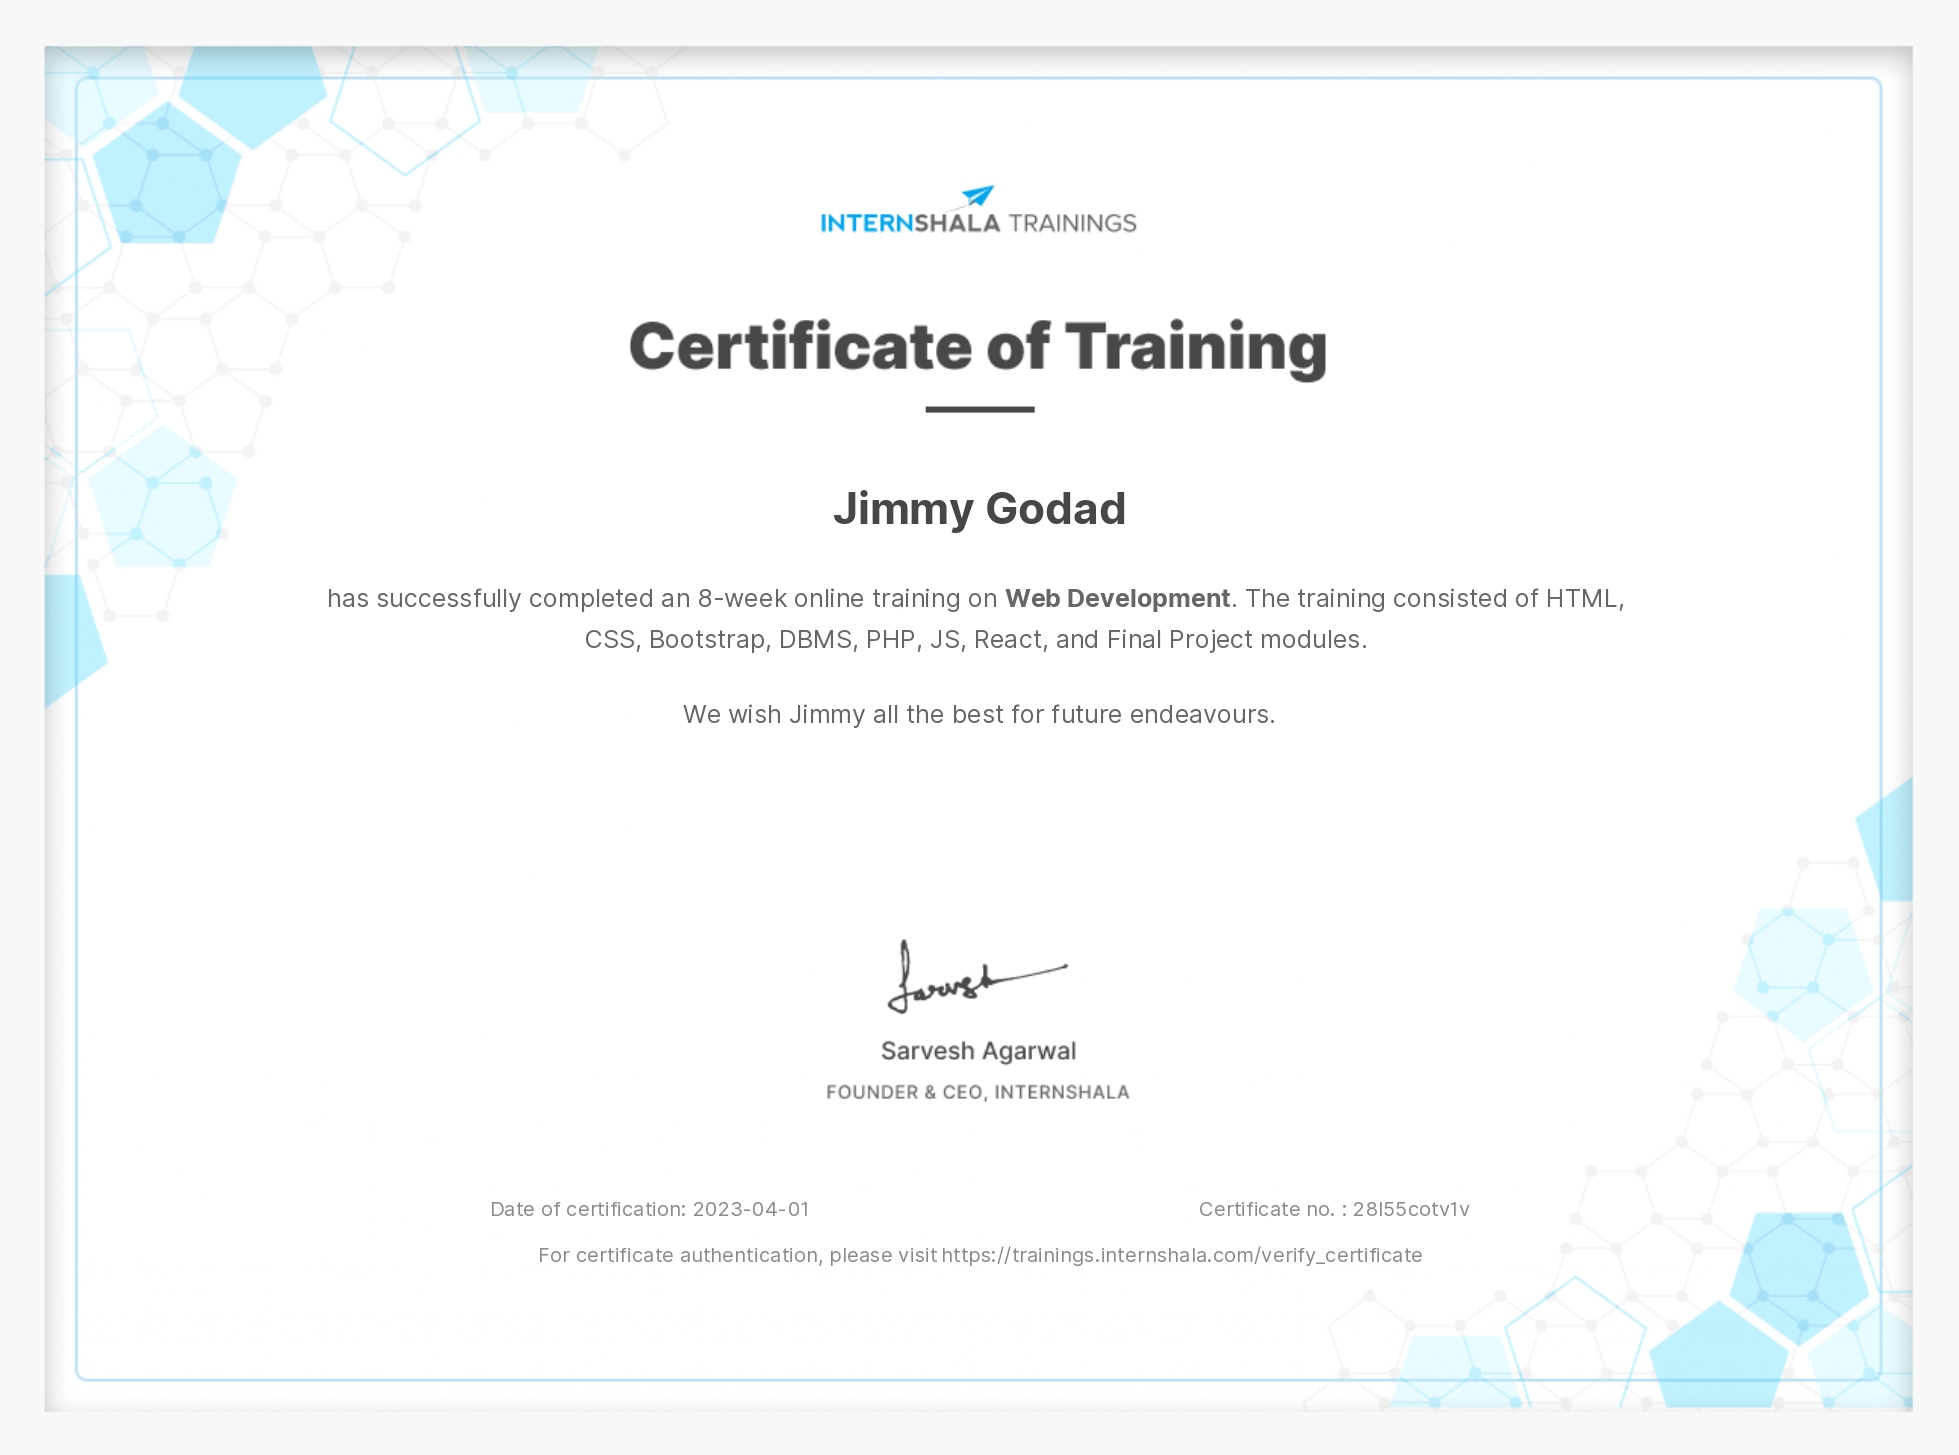 INTERNSHALA TRAININGS
Certificate of Training
Jimmy Godad
has successfully completed an 8-week online training on Web Development. The training consisted of HTML,
CSS, Bootstrap, DBMS, PHP, JS, React, and Final Project modules.
We wish Jimmy all the best for future endeavours.
Sarvesh
Sarvesh Agarwal
FOUNDER & CEO, INTERNSHALA
Date of certification: 2023-04-01
Certificate no. : 28l55cotv1v
For certificate authentication, please visit https://trainings.internshala.com/verify_certificate